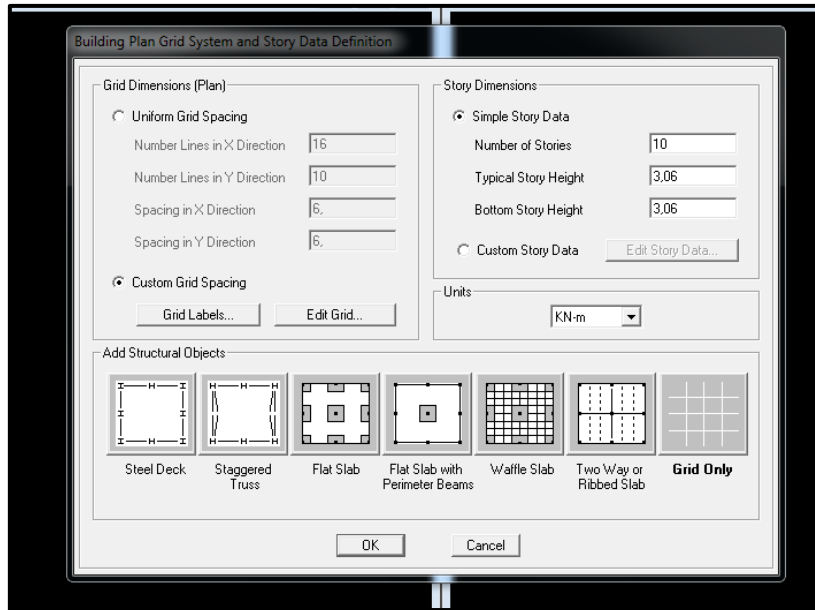 Building Plan Grid System and Story Data Definition
Grid Dimensions (Plan)
Uniform Grid Spacing
Number Lines in X Direction 16
Number Lines in Y Direction 10
Spacing in X Direction 6,
Spacing in Y Direction 6,
Custom Grid Spacing
Grid Labels... Edit Grid...
Story Dimensions
Simple Story Data
Number of Stories 10
Typical Story Height 3,06
Bottom Story Height 3,06
Custom Story Data Edit Story Data...
Units
KN-m
Add Structural Objects
Steel Deck
Staggered
Truss
Flat Slab
Flat Slab with
Perimeter Beams
Waffle Slab
Two Way or
Ribbed Slab
Grid Only
OK Cancel